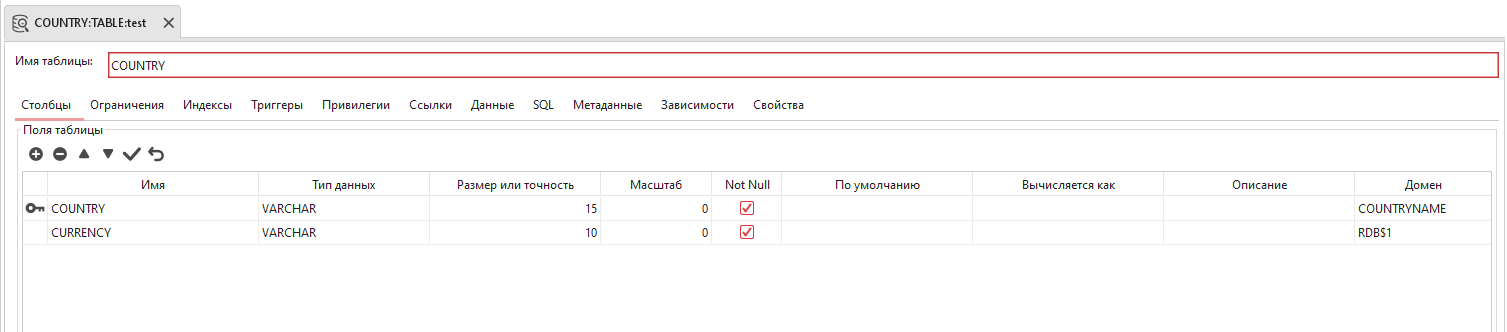 COUNTRY:TABLE:test
Имя таблицы: COUNTRY
Столбцы Ограничения Индексы Триггеры Привилегии Ссылки Данные SQL Метаданные Зависимости Свойства
Поля таблицы
Имя Тип данных Размер или точность Масштаб Not Null По умолчанию Вычисляется как Описание Домен
COUNTRY VARCHAR 15 0 COUNTRYNAME
CURRENCY VARCHAR 10 0 RDB$1